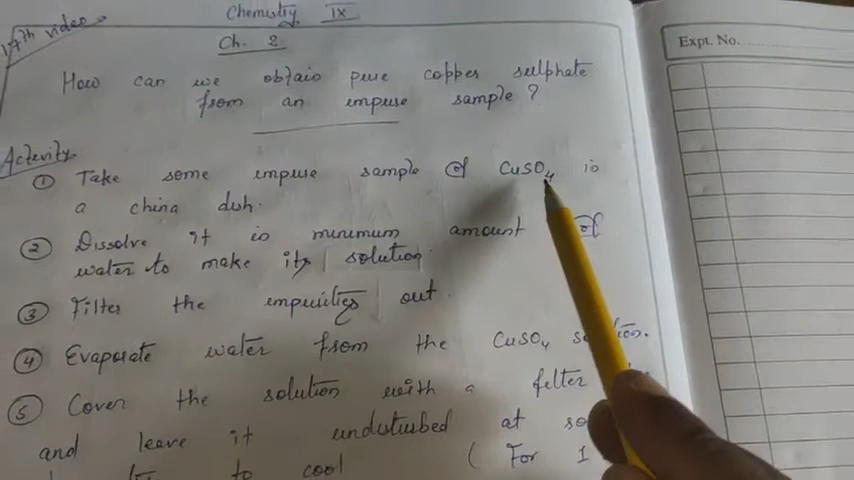 17th video
Chemistry IX
Ch. 2
Expt. No.
How can we obtain pure copper sulphate
from an impure sample ?
Activity
① Take some impure sample of CuSO4 in
a china dish.
② Dissolve it in minimum amount of
water to make its solution.
③ Filter the impurities out.
④ Evaporate water from the CuSO4
⑤ Cover the solution with a filter
and leave it undisturbed at
to cool ( For 1